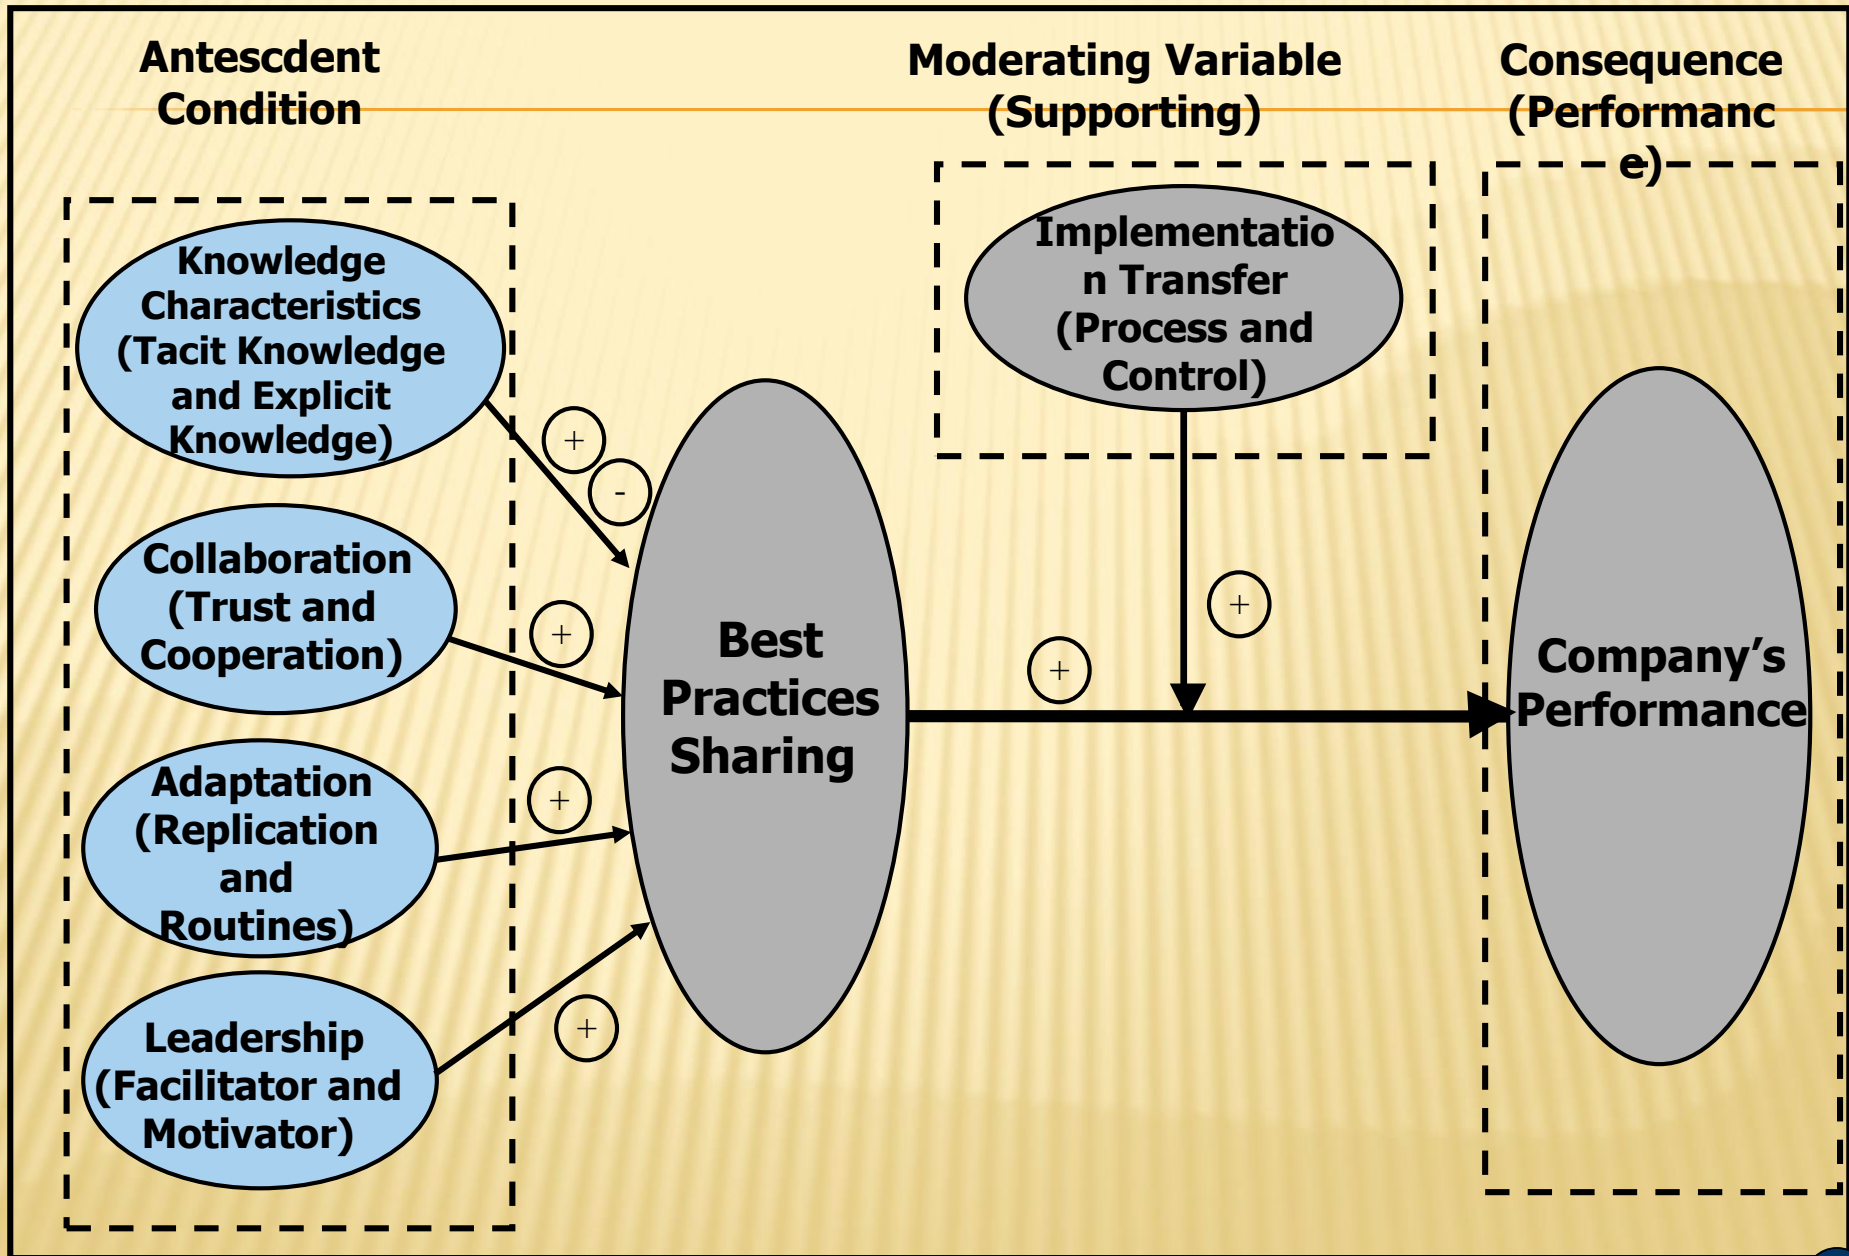 Antescdent
Condition
Moderating Variable
(Supporting)
Consequence
(Performanc
e)
Knowledge
Characteristics
(Tacit Knowledge
and Explicit
Knowledge)
Collaboration
(Trust and
Cooperation)
Adaptation
(Replication
and
Routines)
Leadership
(Facilitator and
Motivator)
+
-
+
+
+
Best
Practices
Sharing
Implementatio
n Transfer
(Process and
Control)
+
+
Company’s
Performance